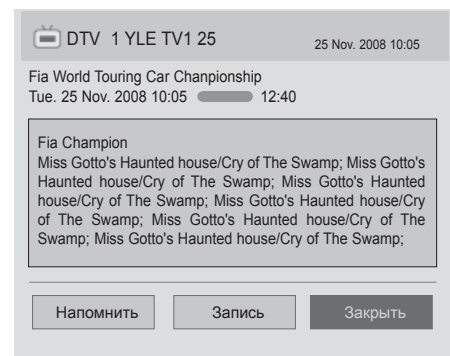 DTV 1 YLE TV1 25 25 Nov. 2008 10:05
Fia World Touring Car Chanpionship
Tue. 25 Nov. 2008 10:05 12:40
Fia Champion
Miss Gotto's Haunted house/Cry of The Swamp; Miss Gotto's
Haunted house/Cry of The Swamp; Miss Gotto's Haunted
house/Cry of The Swamp; Miss Gotto's Haunted house/Cry
of The Swamp; Miss Gotto's Haunted house/Cry of The
Swamp; Miss Gotto's Haunted house/Cry of The Swamp;
Напомнить Запись Закрыть